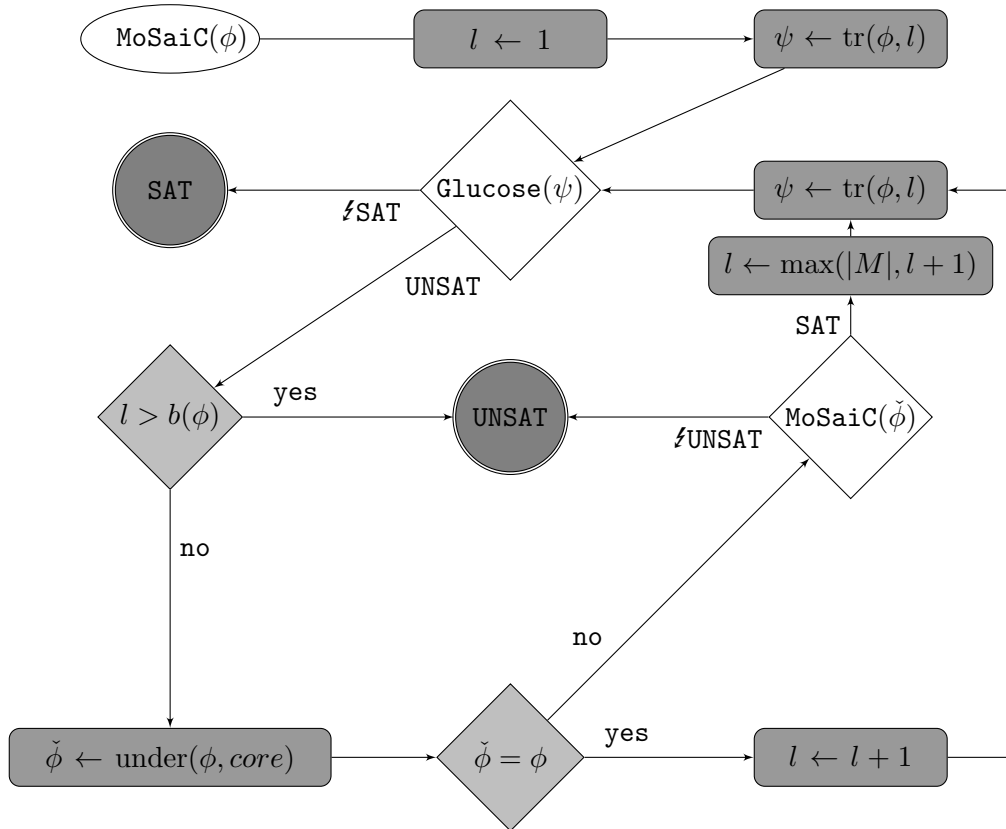 MoSaiC(ϕ)
l ← 1
ψ ← tr(ϕ, l)
SAT
Glucose(ψ)
ψ ← tr(ϕ, l)
↯SAT
l ← max(|M|, l + 1)
UNSAT
SAT
l > b(ϕ)
yes
UNSAT
MoSaiC(ϕ̌)
↯UNSAT
no
no
ϕ̌ ← under(ϕ, core)
ϕ̌ = ϕ
yes
l ← l + 1